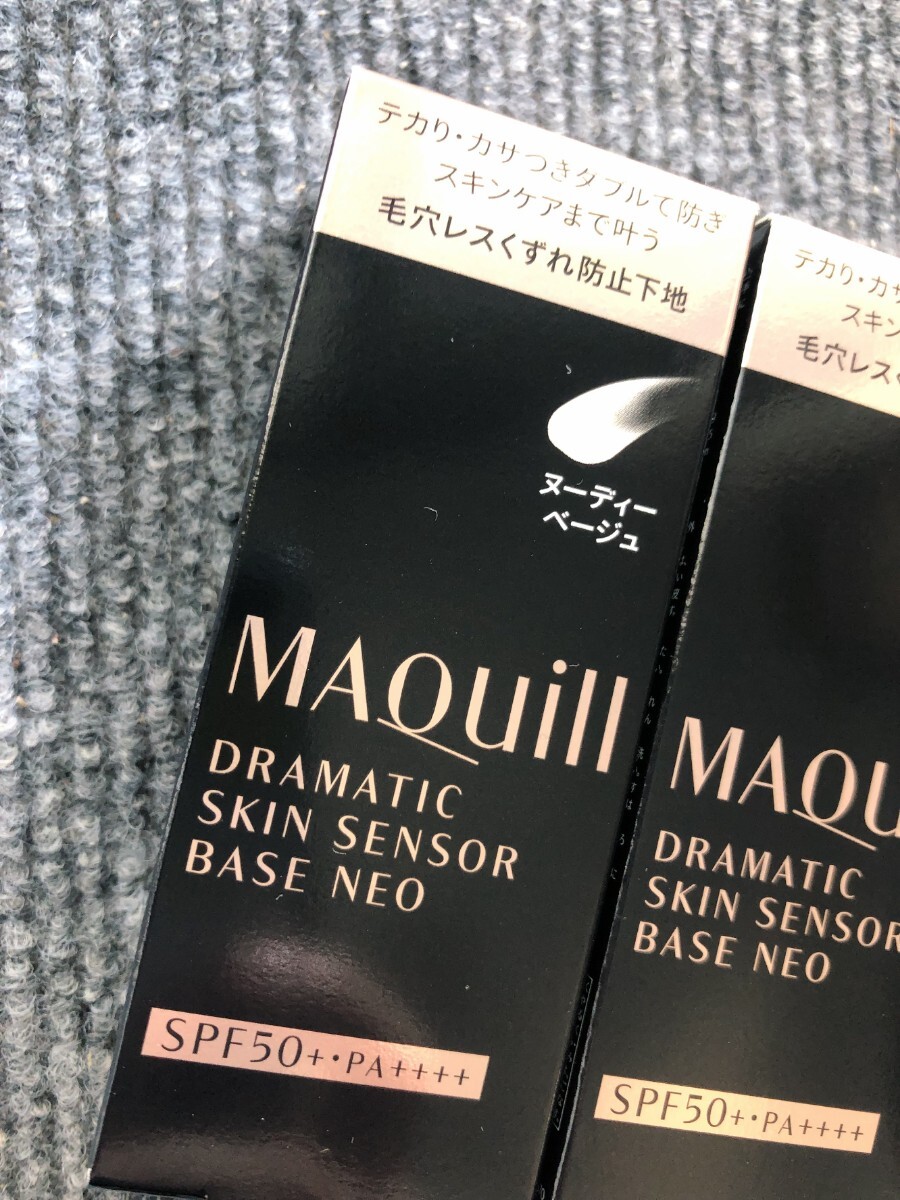 テカり・カサつきダブルで防ぎ
スキンケアまで叶う
毛穴レスくずれ防止下地
ヌーディー
ベージュ
MAQuill
DRAMATIC
SKIN SENSOR
BASE NEO
SPF50+・PA++++
テカり・カサ
スキン
毛穴レスく
MAQu
DRAMATIC
SKIN SENSOR
BASE NEO
SPF50+・PA++++